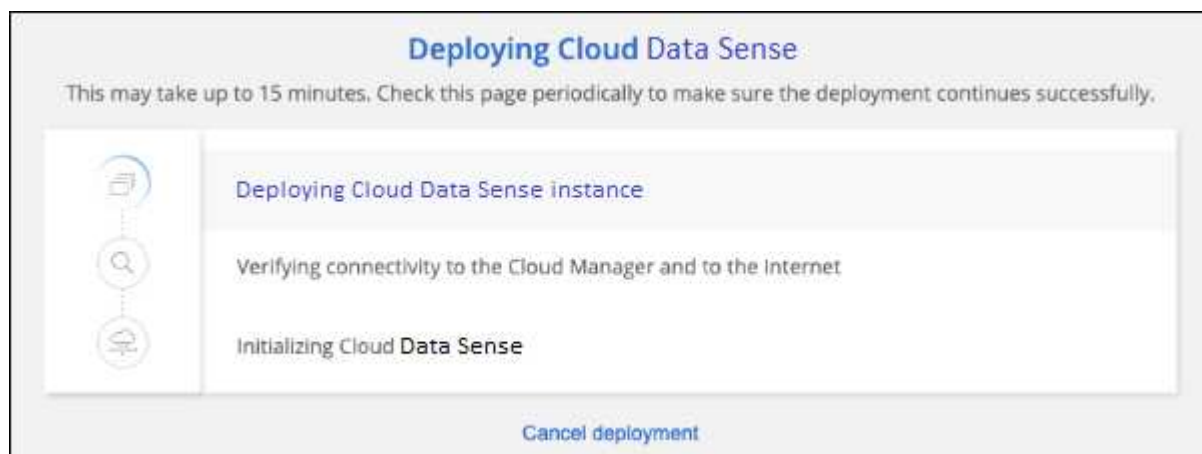 Deploying Cloud Data Sense
This may take up to 15 minutes. Check this page periodically to make sure the deployment continues successfully.
Deploying Cloud Data Sense instance
Verifying connectivity to the Cloud Manager and to the Internet
Initializing Cloud Data Sense
Cancel deployment